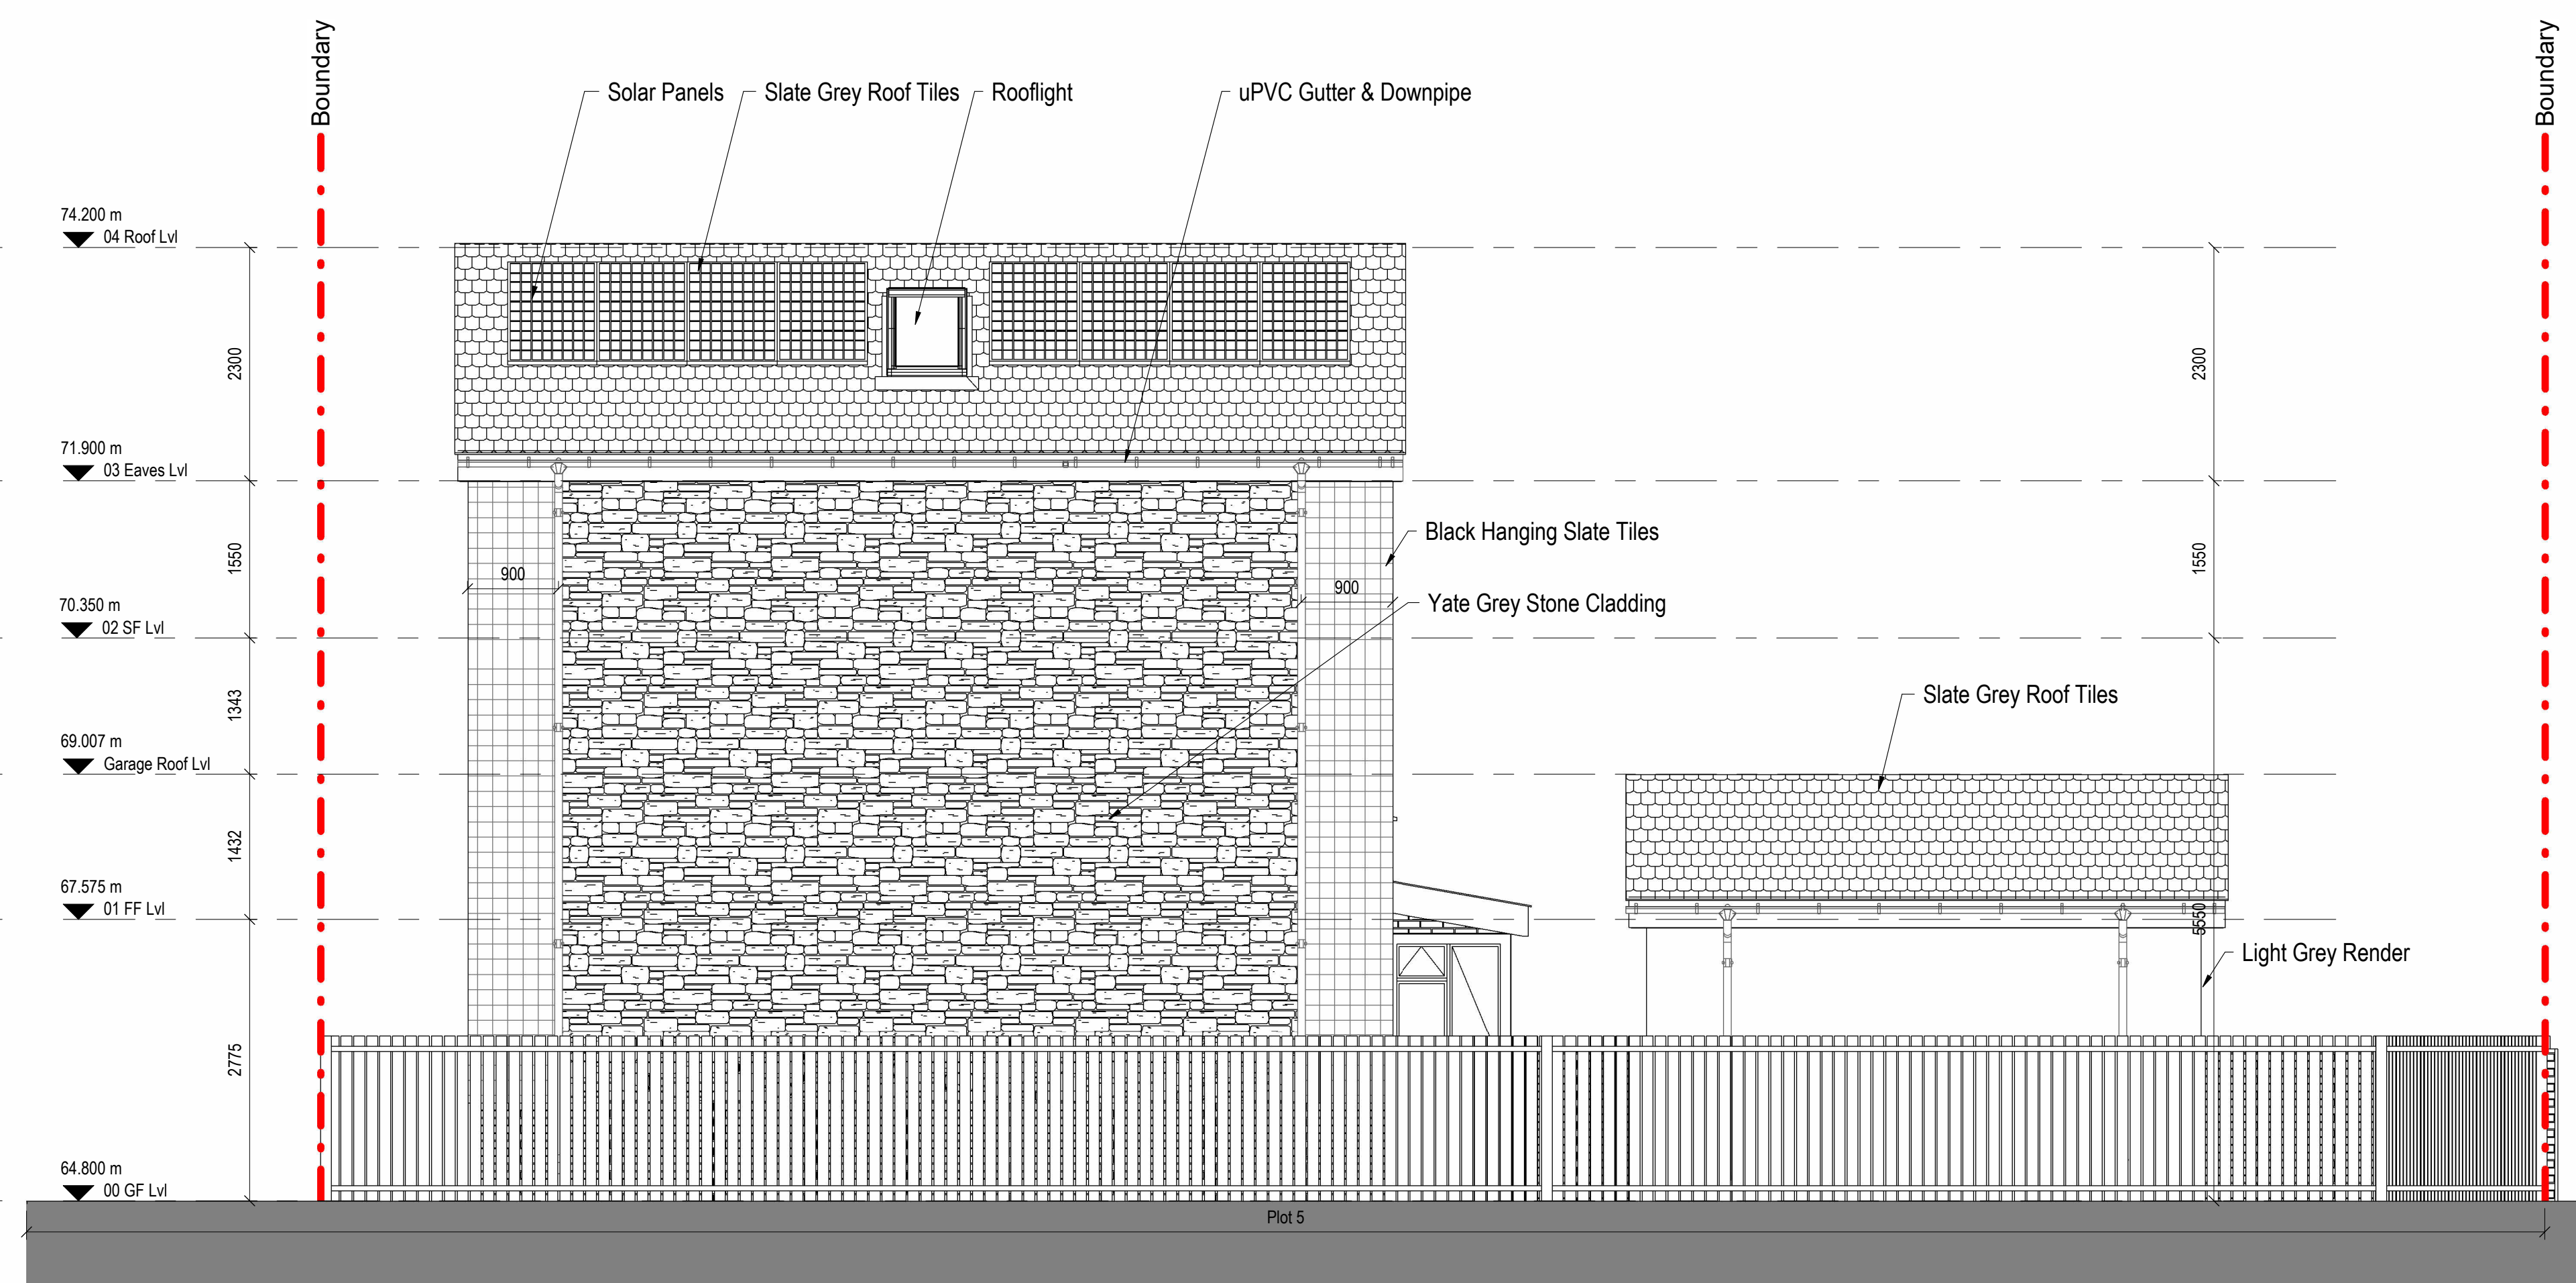 Boundary
Boundary
Solar Panels
Slate Grey Roof Tiles
Rooflight
uPVC Gutter & Downpipe
74.200 m
04 Roof Lvl
2300
2300
71.900 m
03 Eaves Lvl
Black Hanging Slate Tiles
1550
1550
900
900
70.350 m
02 SF Lvl
Yate Grey Stone Cladding
1343
Slate Grey Roof Tiles
69.007 m
Garage Roof Lvl
1432
67.575 m
01 FF Lvl
5550
Light Grey Render
2775
64.800 m
00 GF Lvl
Plot 5